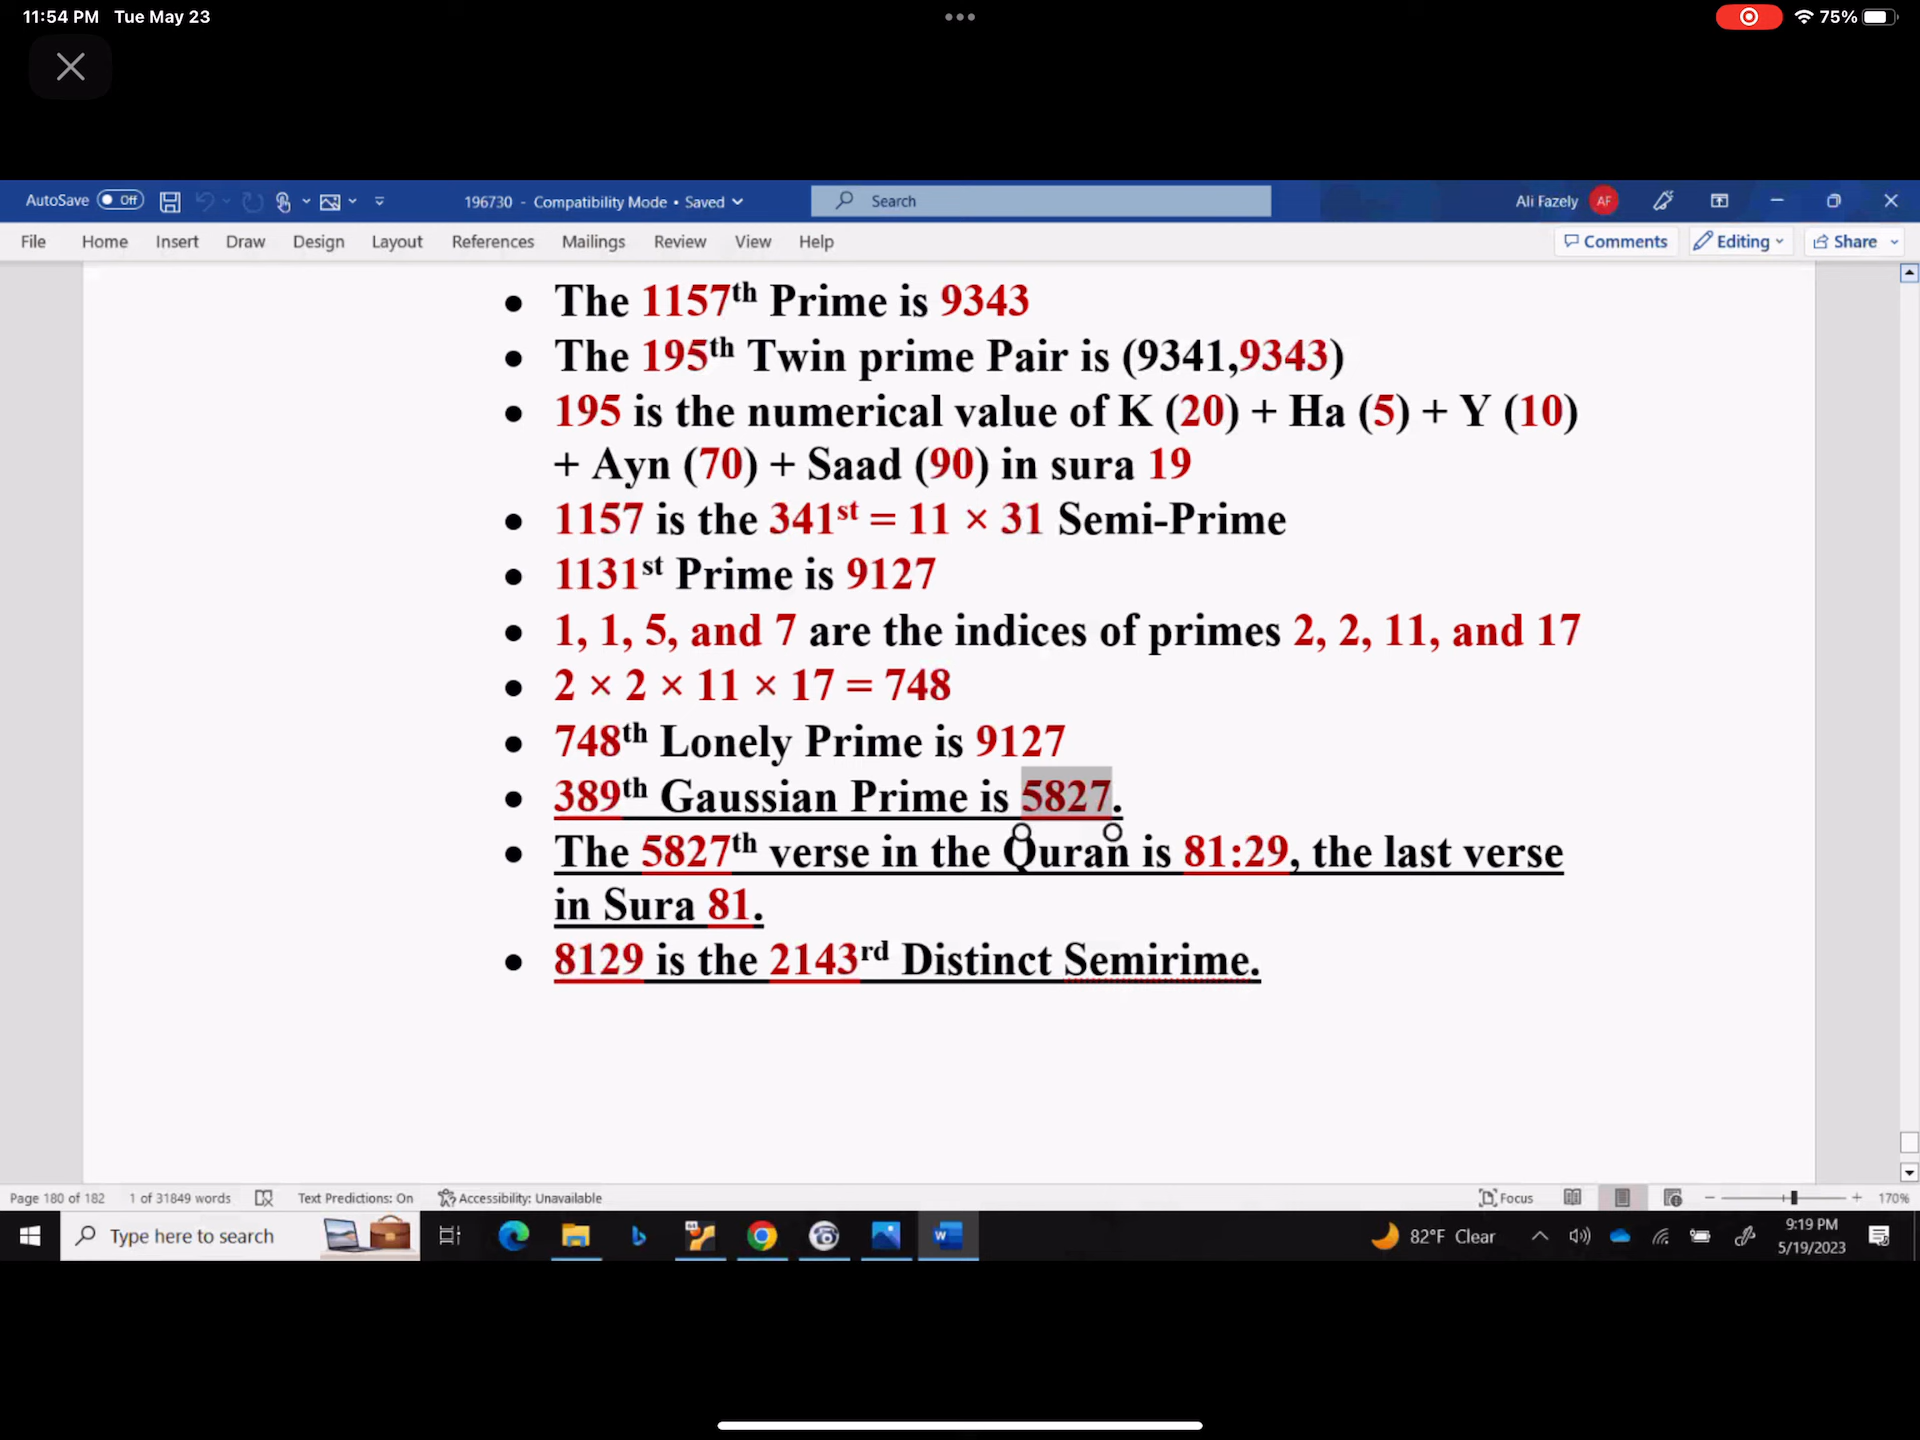 11:54 PM Tue May 23
75%
AutoSave Off
196730 - Compatibility Mode • Saved
Search
Ali Fazely AF
File Home Insert Draw Design Layout References Mailings Review View Help
Comments Editing Share
• The 1157th Prime is 9343
• The 195th Twin prime Pair is (9341,9343)
• 195 is the numerical value of K (20) + Ha (5) + Y (10)
+ Ayn (70) + Saad (90) in sura 19
• 1157 is the 341st = 11 × 31 Semi-Prime
• 1131st Prime is 9127
• 1, 1, 5, and 7 are the indices of primes 2, 2, 11, and 17
• 2 × 2 × 11 × 17 = 748
• 748th Lonely Prime is 9127
• 389th Gaussian Prime is 5827.
• The 5827th verse in the Quran is 81:29, the last verse
in Sura 81.
• 8129 is the 2143rd Distinct Semirime.
Page 180 of 182 1 of 31849 words Text Predictions: On Accessibility: Unavailable
Focus 170%
Type here to search
82°F Clear
9:19 PM
5/19/2023